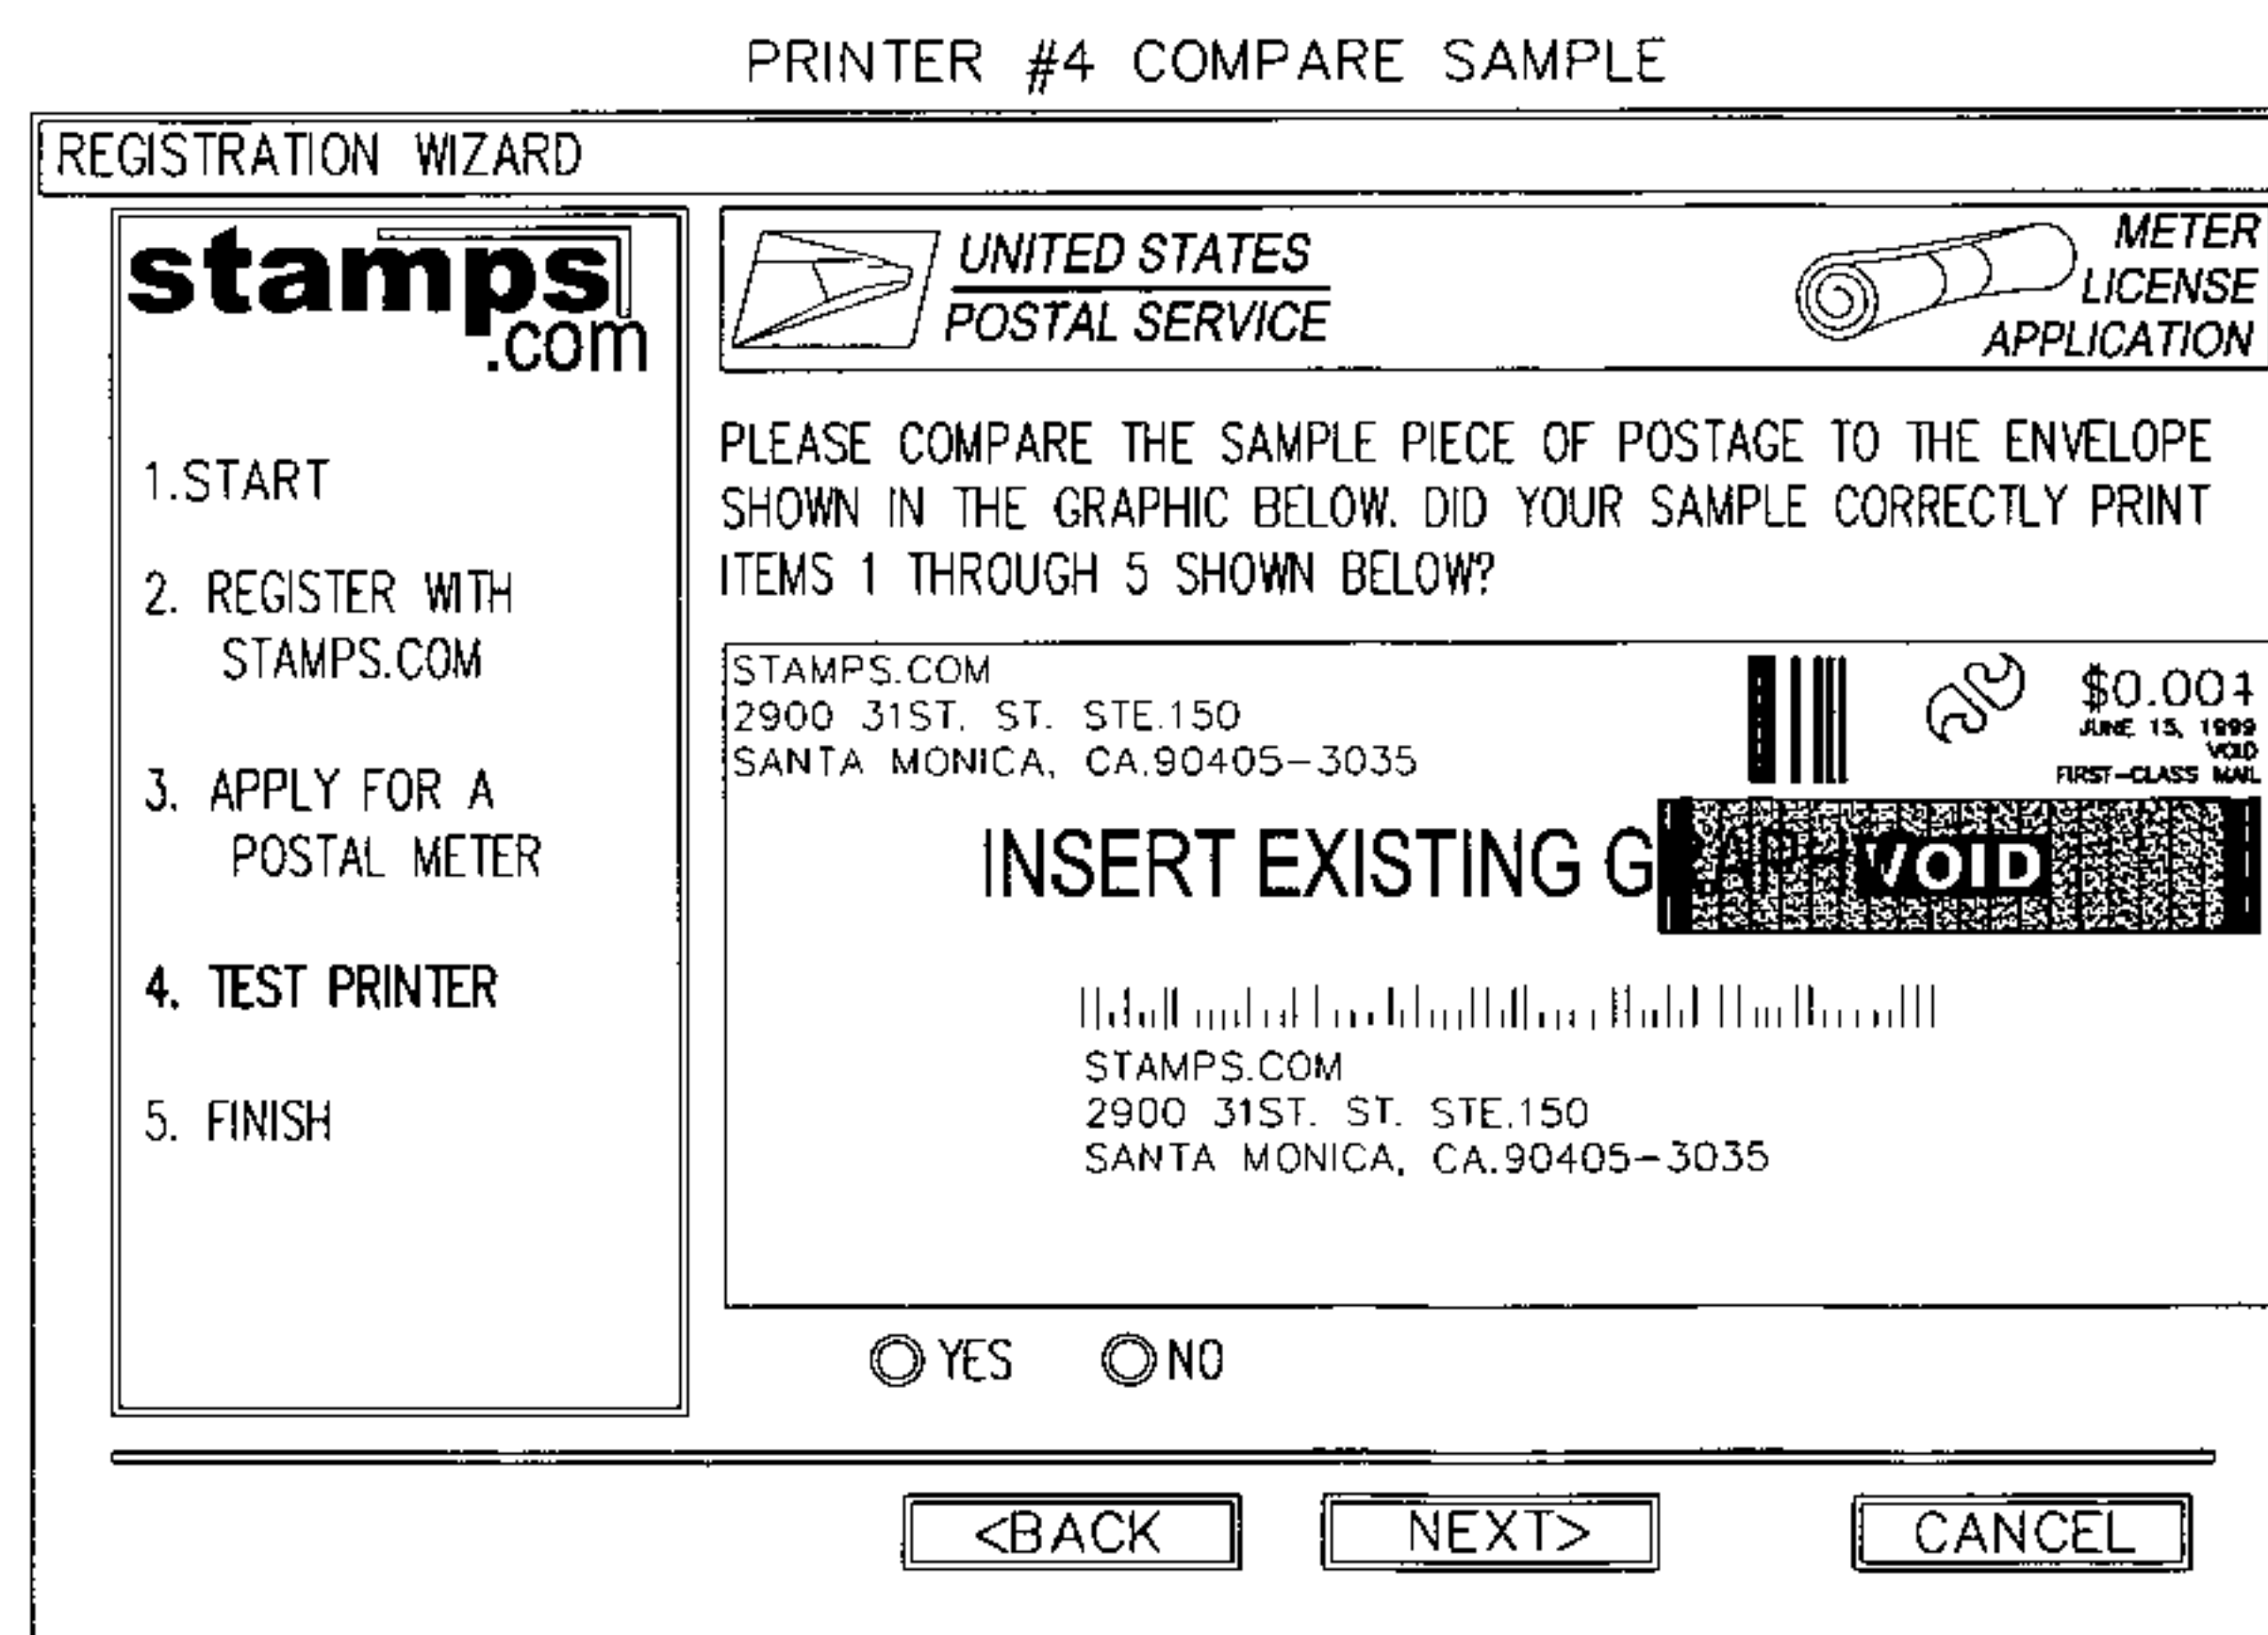 PRINTER #4 COMPARE SAMPLE
REGISTRATION WIZARD
stamps
.com
1.START
2. REGISTER WITH
STAMPS.COM
3. APPLY FOR A
POSTAL METER
4. TEST PRINTER
5. FINISH
UNITED STATES
POSTAL SERVICE
METER
LICENSE
APPLICATION
PLEASE COMPARE THE SAMPLE PIECE OF POSTAGE TO THE ENVELOPE
SHOWN IN THE GRAPHIC BELOW. DID YOUR SAMPLE CORRECTLY PRINT
ITEMS 1 THROUGH 5 SHOWN BELOW?
STAMPS.COM
2900 31ST. ST. STE.150
SANTA MONICA, CA.90405-3035
$0.004
JUNE 15, 1999
VOID
FIRST-CLASS MAIL
INSERT EXISTING
VOID
STAMPS.COM
2900 31ST. ST. STE.150
SANTA MONICA, CA.90405-3035
YES NO
<BACK NEXT> CANCEL